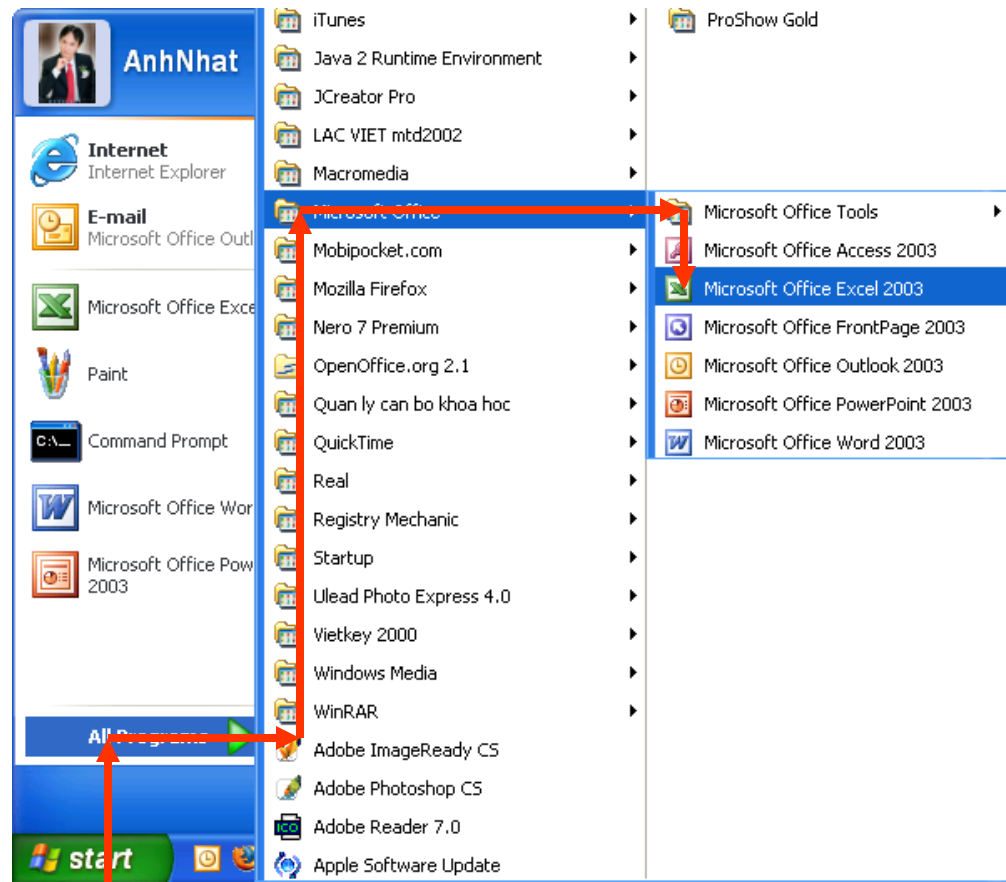 AnhNhat
Internet
Internet Explorer
E-mail
Microsoft Office Outl
Microsoft Office Exce
Paint
C:\_
Command Prompt
Microsoft Office Wor
Microsoft Office Pow
2003
All Programs
start
iTunes
Java 2 Runtime Environment
JCreator Pro
LAC VIET mtd2002
Macromedia
Microsoft Office
Mobipocket.com
Mozilla Firefox
Nero 7 Premium
OpenOffice.org 2.1
Quan ly can bo khoa hoc
QuickTime
Real
Registry Mechanic
Startup
Ulead Photo Express 4.0
Vietkey 2000
Windows Media
WinRAR
Adobe ImageReady CS
Adobe Photoshop CS
ICO
Adobe Reader 7.0
Apple Software Update
ProShow Gold
Microsoft Office Tools
Microsoft Office Access 2003
Microsoft Office Excel 2003
Microsoft Office FrontPage 2003
Microsoft Office Outlook 2003
Microsoft Office PowerPoint 2003
Microsoft Office Word 2003